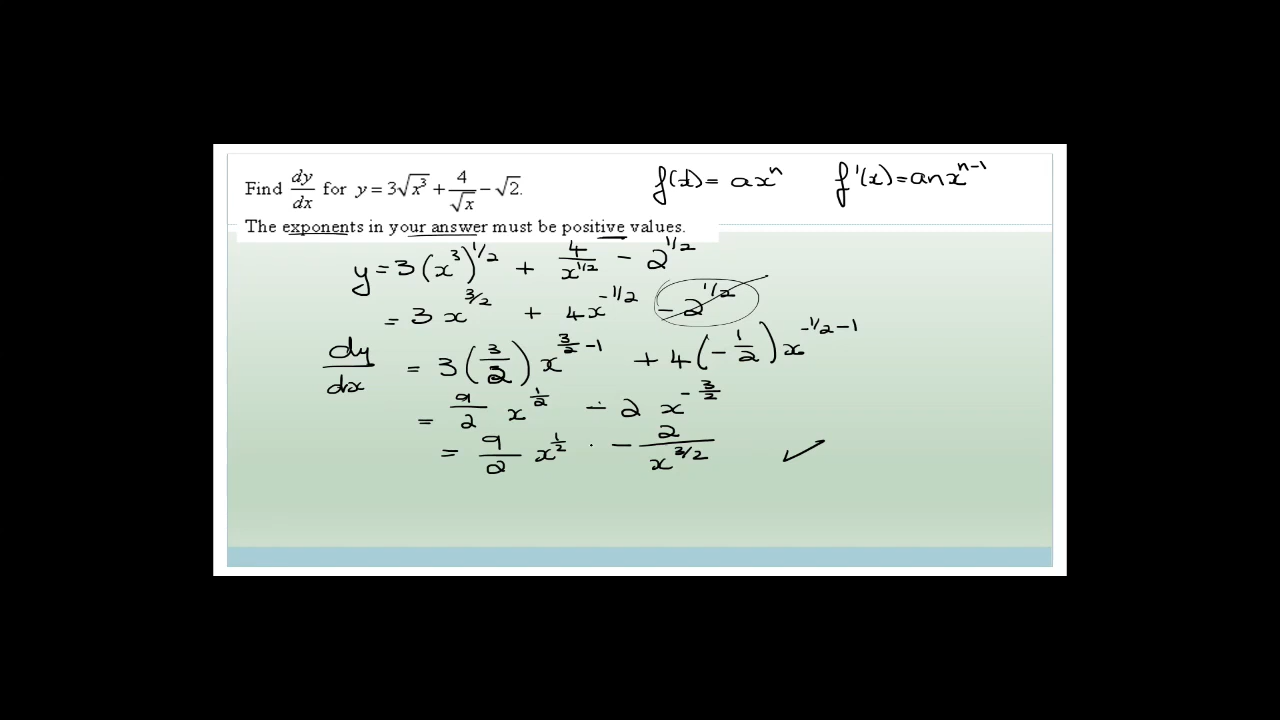 Find dy/dx for y = 3√x³ + 4/√x − √2.
The exponents in your answer must be positive values.
f(x) = axⁿ f'(x) = anxⁿ⁻¹
y = 3(x³)^1/2 + 4/x^1/2 − 2^1/2
= 3x^3/2 + 4x^-1/2 − 2^1/2
dy/dx = 3(3/2)x^3/2 -1 + 4(-1/2)x^-1/2 -1
= 9/2 x^1/2 − 2x^-3/2
= 9/2 x^1/2 − 2/x^3/2 ✓